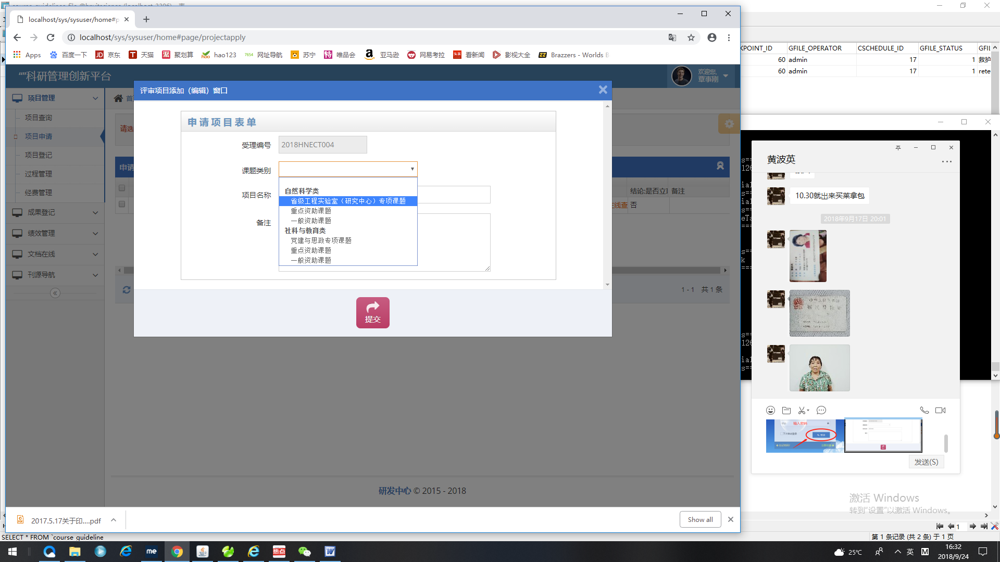 localhost/sys/sysuser/home#p
localhost/sys/sysuser/home#page/projectapply
Apps 百度一下 京东 天猫 聚划算 hao123 网址导航 苏宁 唯品会 亚马逊 网易考拉 看新闻 影视大全 Brazzers - Worlds B
""科研管理创新平台
欢迎您,
覃事刚
项目管理
项目查询
项目申请
项目登记
过程管理
经费管理
成果登记
绩效管理
文档在线
刊源导航
请选
申请
评审项目添加（编辑）窗口
申请项目表单
受理编号 2018HNECT004
课题类别
自然科学类
省级工程实验室（研究中心）专项课题
重点资助课题
一般资助课题
社科与教育类
党建与思政专项课题
重点资助课题
一般资助课题
项目名称
备注
提交
结论:是否立项 备注
在线查 否
1 - 1 共 1 条
研发中心 © 2015 - 2018
2017.5.17关于印....pdf
Show all
SELECT * FROM `course_guideline
KPOINT_ID GFILE_OPERATOR CSCHEDULE_ID GFILE_STATUS GFIL
60 admin 17 1 救护
60 admin 17 1 rete
黄波英
10.30就出来买菜拿包
2018年9月17日 20:01
输入密码
发送(S)
激活 Windows
转到"设置"以激活 Windows。
1
第 1 条记录 (共 2 条) 于 1 页
me
热点
25℃
英
M
16:32
2018/9/24